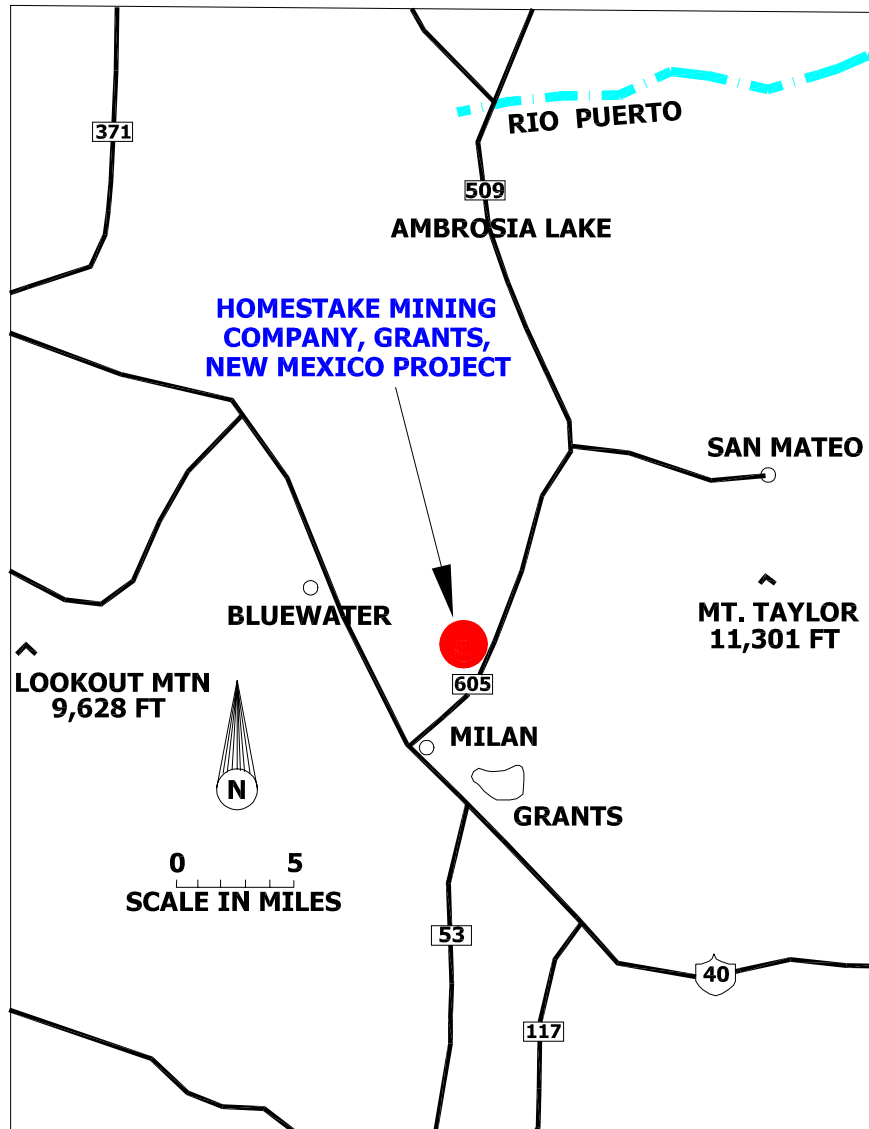 RIO PUERTO
371
509
AMBROSIA LAKE
HOMESTAKE MINING
COMPANY, GRANTS,
NEW MEXICO PROJECT
SAN MATEO
BLUEWATER
MT. TAYLOR
11,301 FT
LOOKOUT MTN
9,628 FT
605
MILAN
N
GRANTS
0 5
SCALE IN MILES
53
40
117